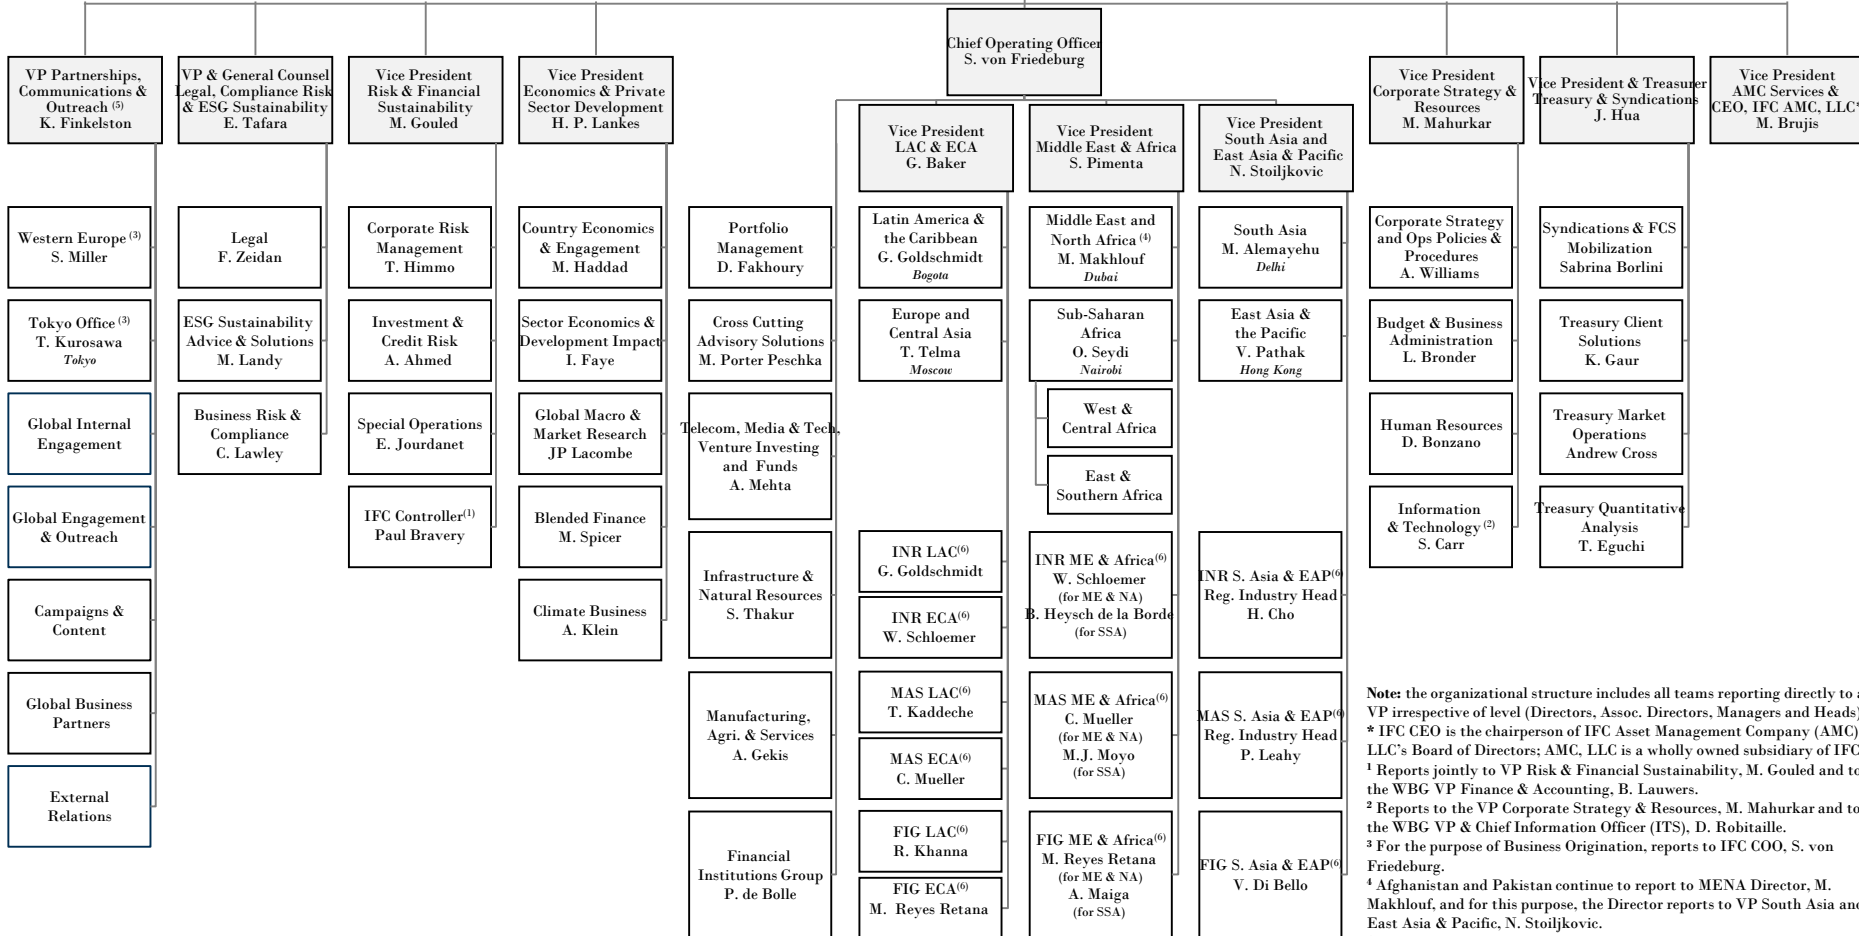 Chief Operating Officer
S. von Friedeburg
VP Partnerships,
Communications &
Outreach (5)
K. Finkelston
VP & General Counsel
Legal, Compliance Risk
& ESG Sustainability
E. Tafara
Vice President
Risk & Financial
Sustainability
M. Gouled
Vice President
Economics & Private
Sector Development
H. P. Lankes
Vice President
LAC & ECA
G. Baker
Vice President
Middle East & Africa
S. Pimenta
Vice President
South Asia and
East Asia & Pacific
N. Stoiljkovic
Vice President
Corporate Strategy &
Resources
M. Mahurkar
Vice President & Treasurer
Treasury & Syndications
J. Hua
Vice President
AMC Services &
CEO, IFC AMC, LLC*
M. Brujis
Western Europe (3)
S. Miller
Tokyo Office (3)
T. Kurosawa
Tokyo
Global Internal
Engagement
Global Engagement
& Outreach
Campaigns &
Content
Global Business
Partners
External
Relations
Legal
F. Zeidan
ESG Sustainability
Advice & Solutions
M. Landy
Business Risk &
Compliance
C. Lawley
Corporate Risk
Management
T. Himmo
Investment &
Credit Risk
A. Ahmed
Special Operations
E. Jourdanet
IFC Controller(1)
Paul Bravery
Country Economics
& Engagement
M. Haddad
Sector Economics &
Development Impact
I. Faye
Global Macro &
Market Research
JP Lacombe
Blended Finance
M. Spicer
Climate Business
A. Klein
Portfolio
Management
D. Fakhoury
Cross Cutting
Advisory Solutions
M. Porter Peschka
Telecom, Media & Tech,
Venture Investing
and Funds
A. Mehta
Infrastructure &
Natural Resources
S. Thakur
Manufacturing,
Agri. & Services
A. Gekis
Financial
Institutions Group
P. de Bolle
Latin America &
the Caribbean
G. Goldschmidt
Bogota
Europe and
Central Asia
T. Telma
Moscow
INR LAC(6)
G. Goldschmidt
INR ECA(6)
W. Schloemer
MAS LAC(6)
T. Kaddeche
MAS ECA(6)
C. Mueller
FIG LAC(6)
R. Khanna
FIG ECA(6)
M. Reyes Retana
Middle East and
North Africa (4)
M. Makhlouf
Dubai
Sub-Saharan
Africa
O. Seydi
Nairobi
West &
Central Africa
East &
Southern Africa
INR ME & Africa(6)
W. Schloemer
(for ME & NA)
B. Heysch de la Borde
(for SSA)
MAS ME & Africa(6)
C. Mueller
(for ME & NA)
M.J. Moyo
(for SSA)
FIG ME & Africa(6)
M. Reyes Retana
(for ME & NA)
A. Maiga
(for SSA)
South Asia
M. Alemayehu
Delhi
East Asia &
the Pacific
V. Pathak
Hong Kong
INR S. Asia & EAP(6)
Reg. Industry Head
H. Cho
MAS S. Asia & EAP(6)
Reg. Industry Head
P. Leahy
FIG S. Asia & EAP(6)
V. Di Bello
Corporate Strategy
and Ops Policies &
Procedures
A. Williams
Budget & Business
Administration
L. Bronder
Human Resources
D. Bonzano
Information
& Technology (2)
S. Carr
Syndications & FCS
Mobilization
Sabrina Borlini
Treasury Client
Solutions
K. Gaur
Treasury Market
Operations
Andrew Cross
Treasury Quantitative
Analysis
T. Eguchi
Note: the organizational structure includes all teams reporting directly to a
VP irrespective of level (Directors, Assoc. Directors, Managers and Heads)
* IFC CEO is the chairperson of IFC Asset Management Company (AMC)
LLC's Board of Directors; AMC, LLC is a wholly owned subsidiary of IFC
1 Reports jointly to VP Risk & Financial Sustainability, M. Gouled and to
the WBG VP Finance & Accounting, B. Lauwers.
2 Reports to the VP Corporate Strategy & Resources, M. Mahurkar and to
the WBG VP & Chief Information Officer (ITS), D. Robitaille.
3 For the purpose of Business Origination, reports to IFC COO, S. von
Friedeburg.
4 Afghanistan and Pakistan continue to report to MENA Director, M.
Makhlouf, and for this purpose, the Director reports to VP South Asia and
East Asia & Pacific, N. Stoiljkovic.